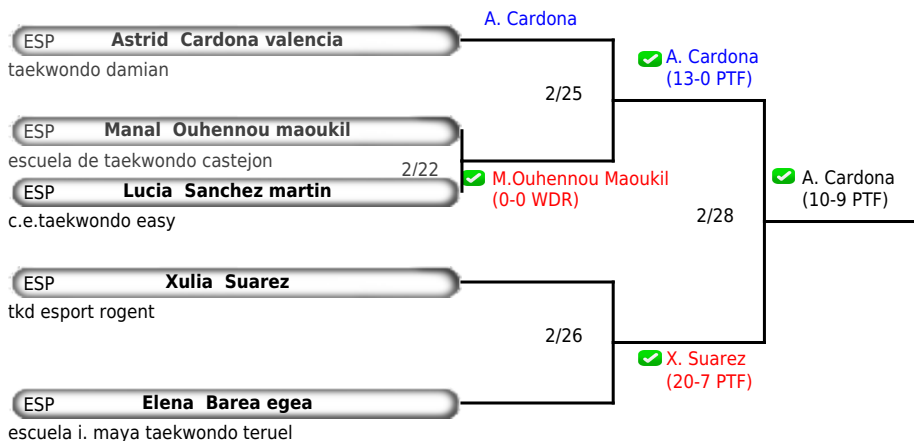 A. Cardona
ESP Astrid Cardona valencia
taekwondo damian
A. Cardona
(13-0 PTF)
2/25
ESP Manal Ouhennou maoukil
escuela de taekwondo castejon
2/22
M.Ouhennou Maoukil
(0-0 WDR)
ESP Lucia Sanchez martin
c.e.taekwondo easy
A. Cardona
(10-9 PTF)
2/28
ESP Xulia Suarez
tkd esport rogent
2/26
X. Suarez
(20-7 PTF)
ESP Elena Barea egea
escuela i. maya taekwondo teruel